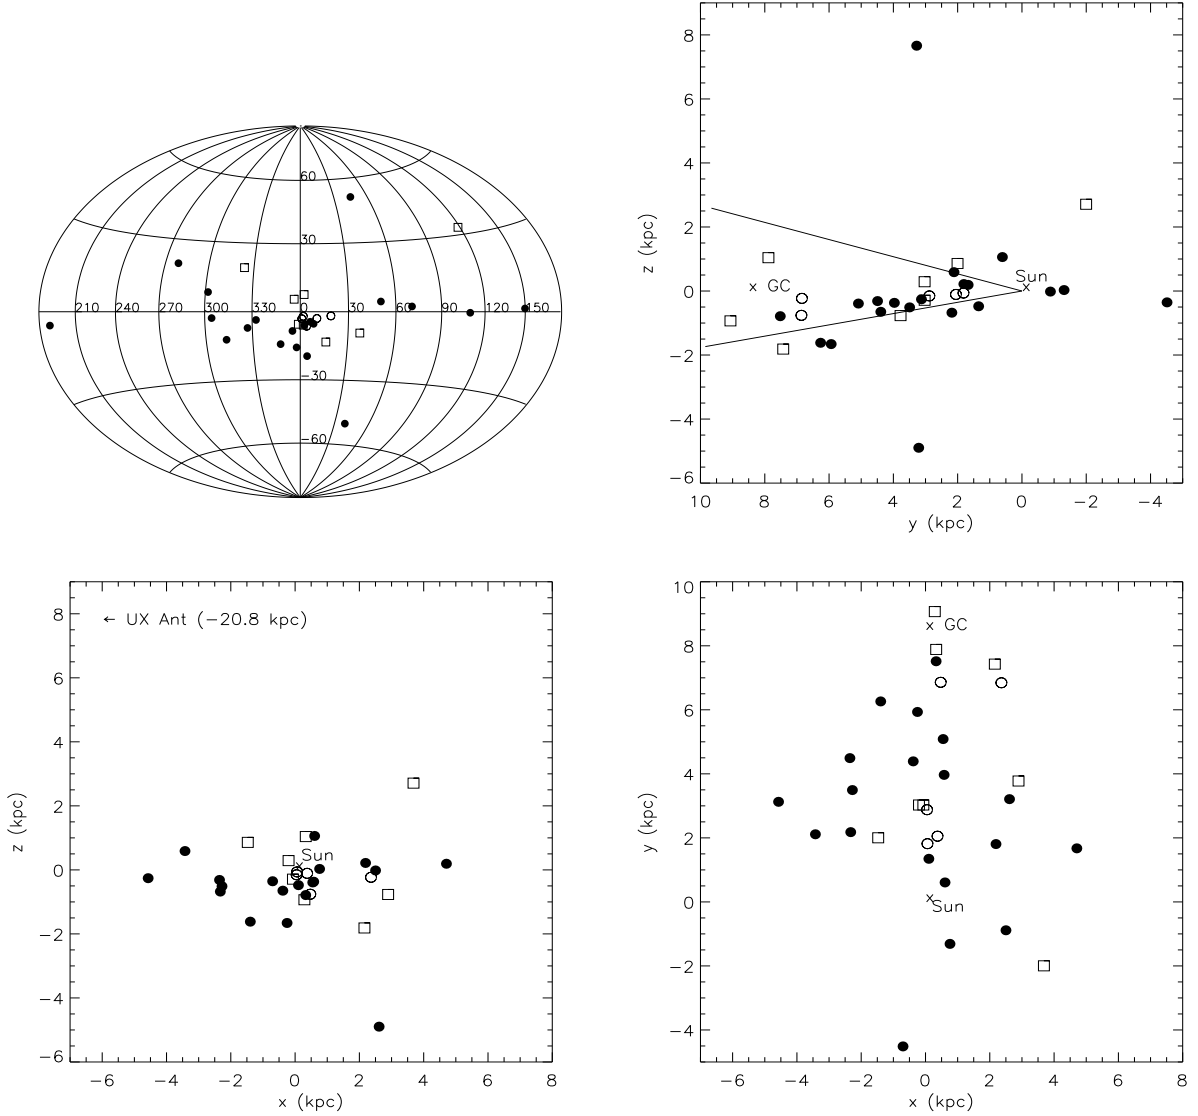 60
30
210 240 270 300 330 0 30 60 90 120 150
−30
−60
8
6
4
2
0
−2
−4
−6
z (kpc)
Sun
GC
10 8 6 4 2 0 −2 −4
y (kpc)
← UX Ant (−20.8 kpc)
8
6
4
2
0
−2
−4
−6
z (kpc)
Sun
−6 −4 −2 0 2 4 6 8
x (kpc)
10
8
6
4
2
0
−2
−4
y (kpc)
GC
Sun
−6 −4 −2 0 2 4 6 8
x (kpc)